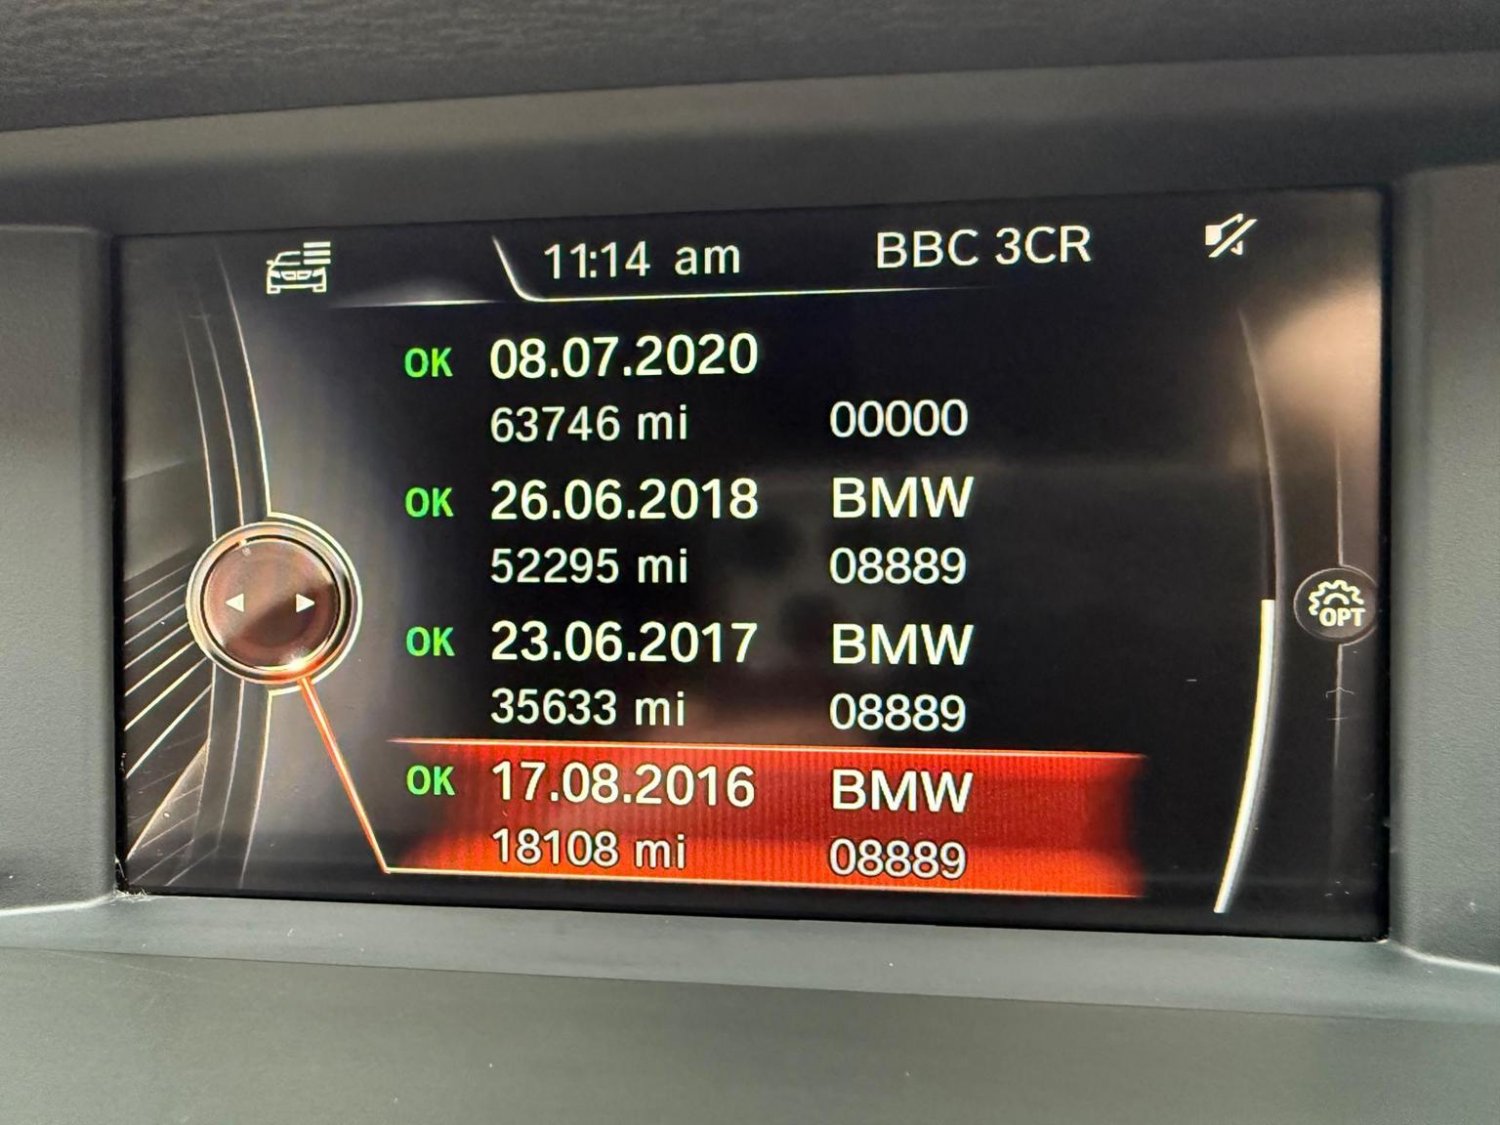 11:14 am BBC 3CR
OK 08.07.2020
63746 mi 00000
OK 26.06.2018 BMW
52295 mi 08889
OK 23.06.2017 BMW
35633 mi 08889
OPT
OK 17.08.2016 BMW
18108 mi 08889